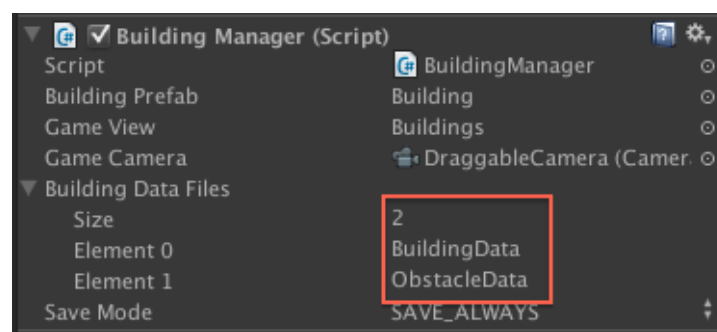 Building Manager (Script)
Script BuildingManager
Building Prefab Building
Game View Buildings
Game Camera DraggableCamera (Camer
Building Data Files
Size 2
Element 0 BuildingData
Element 1 ObstacleData
Save Mode SAVE_ALWAYS